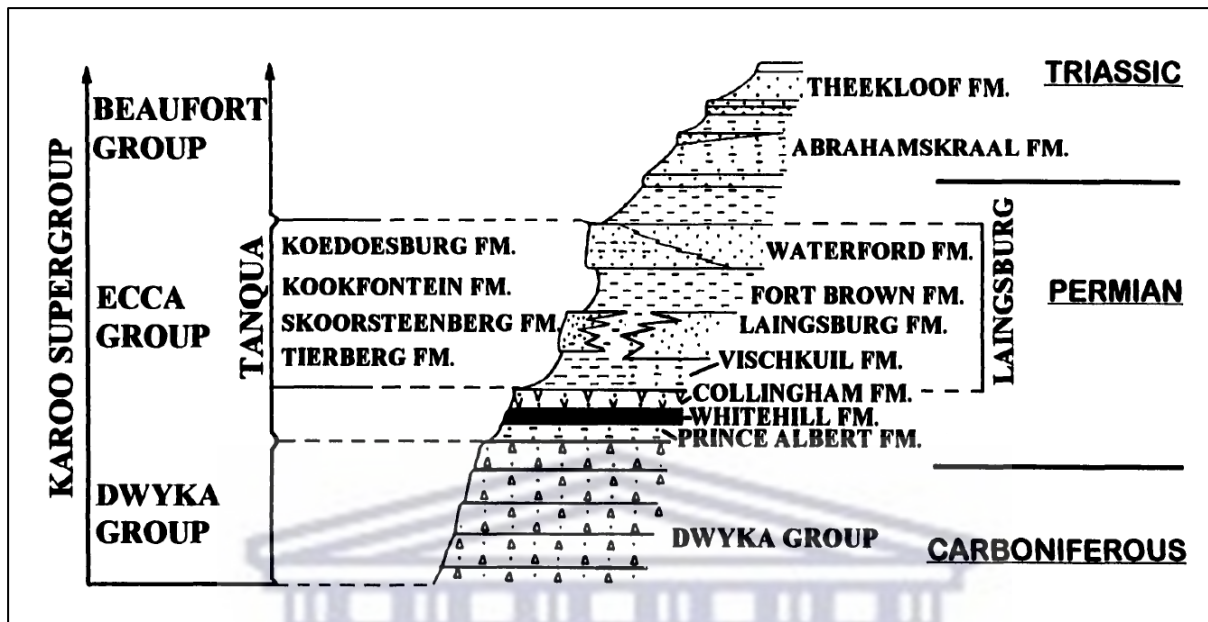 KAROO SUPERGROUP
BEAUFORT
GROUP
ECCA
GROUP
DWYKA
GROUP
TANQUA
KOEDOESBURG FM.
KOOKFONTEIN FM.
SKOORSTEENBERG FM.
TIERBERG FM.
THEEKLOOF FM.
ABRAHAMSKRAAL FM.
WATERFORD FM.
FORT BROWN FM.
LAINGSBURG FM.
VISCHKUIL FM.
COLLINGHAM FM.
WHITEHILL FM.
PRINCE ALBERT FM.
DWYKA GROUP
LAINGSBURG
TRIASSIC
PERMIAN
CARBONIFEROUS